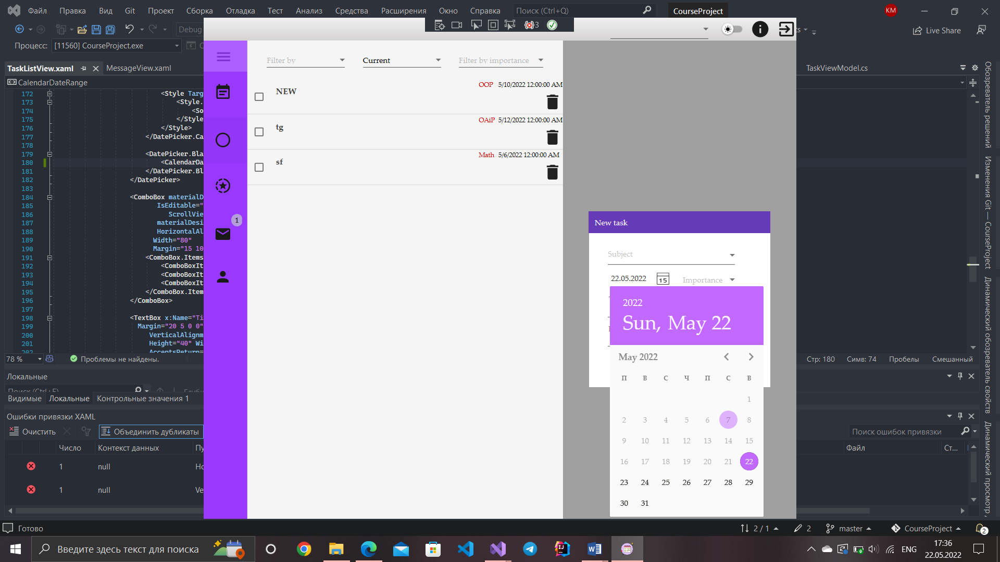 Файл Правка Вид Git Проект Сборка Отладка Тест Анализ Средства Расширения Окно Справка Поиск (Ctrl+Q) CourseProject KM
Debug 3 Live Share
Процесс: [11560] CourseProject.exe
TaskListView.xaml MessageView.xaml TaskViewModel.cs
CalendarDateRange
172 <Style Targ
173 <Style.
174 <So
175 </Style
176 </Style>
177 </DatePicker.Ca
178
179 <DatePicker.Bla
180 <CalendarDa
181 </DatePicker.Bl
182 </DatePicker>
183
184 <ComboBox materialD
185 IsEditable="
186 ScrollVie
187 materialDesi
188 HorizontalAl
189 Width="80"
190 Margin="15 10
191 <ComboBox.Items
192 <ComboBoxIt
193 <ComboBoxIt
194 <ComboBoxIt
195 </ComboBox.Item
196 </ComboBox>
197
198 <TextBox x:Name="Ti
199 Margin="20 5 0 0"
200 VerticalAlignm
201 Height="40" Wi
202 AcceptsReturn=
78 % Проблемы не найдены. Стр: 180 Симв: 74 Пробелы Смешанный
Локальные
Поиск (Ctrl+E)
Видимые Локальные Контрольные значения 1
Ошибки привязки XAML
Очистить Объединить дубликаты Поиск ошибок привязки
Число Контекст данных Пу Файл Ст...
1 null Но
1 null Ve
Filter by Current Filter by importance
OOP 5/10/2022 12:00:00 AM
NEW
OAiP 5/12/2022 12:00:00 AM
tg
Math 5/6/2022 12:00:00 AM
sf
1
New task
Subject
22.05.2022 15 Importance
2022
Sun, May 22
May 2022
П В С Ч П С В
1
2 3 4 5 6 7 8
9 10 11 12 13 14 15
16 17 18 19 20 21 22
23 24 25 26 27 28 29
30 31
Обозреватель решений
Изменения Git — CourseProject
Динамический обозреватель свойств
Динамический просмотр,
Готово 2 / 1 2 master CourseProject 2
Введите здесь текст для поиска ENG 17:36
22.05.2022